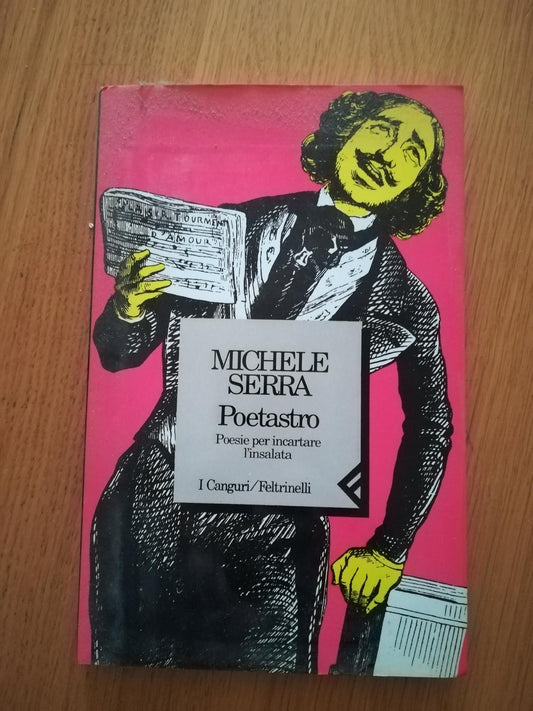 TOURMENT
D'AMOUR
MICHELE
SERRA
Poetastro
Poesie per incartare
l'insalata
I Canguri/Feltrinelli